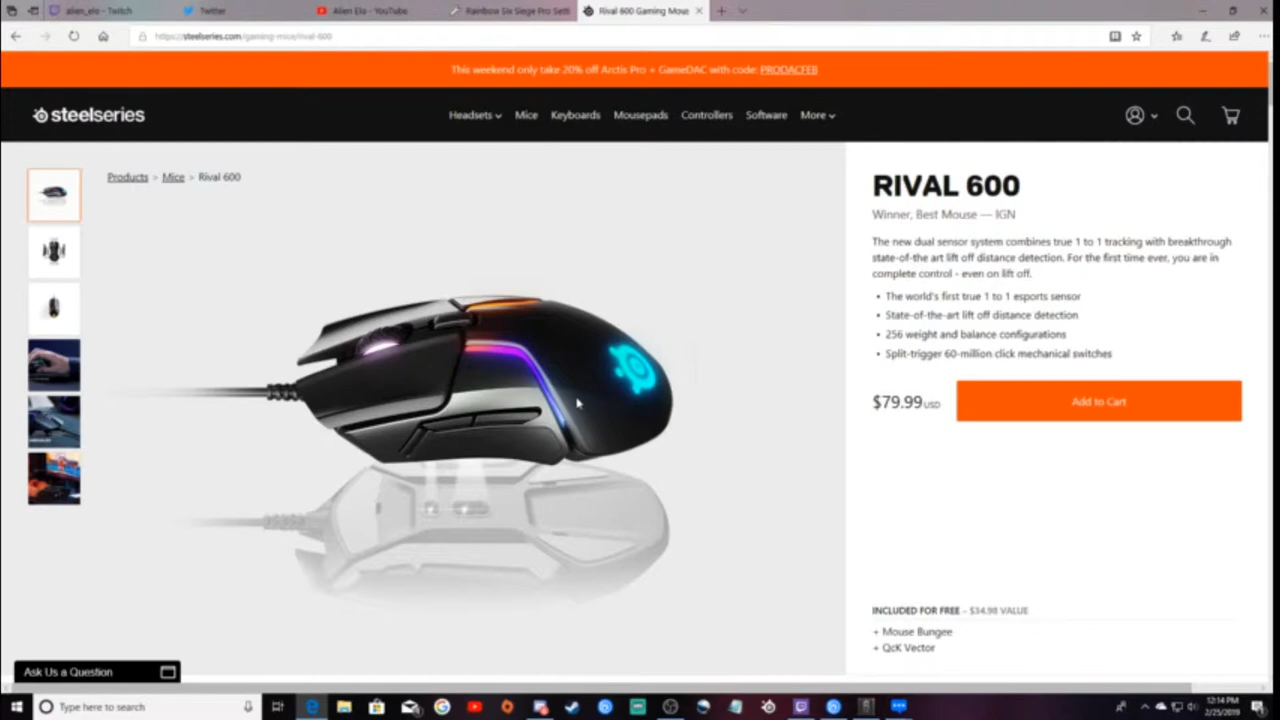 alien_elo - Twitch
Twitter
Alien Elo - YouTube
Rainbow Six Siege Pro Setti
Rival 600 Gaming Mous
https://steelseries.com/gaming-mice/rival-600
This weekend only take 20% off Arctis Pro + GameDAC with code: PRODACFEB
steelseries
Headsets
Mice
Keyboards
Mousepads
Controllers
Software
More
Products > Mice > Rival 600
RIVAL 600
Winner, Best Mouse — IGN
The new dual sensor system combines true 1 to 1 tracking with breakthrough
state-of-the art lift off distance detection. For the first time ever, you are in
complete control - even on lift off.
• The world's first true 1 to 1 esports sensor
• State-of-the-art lift off distance detection
• 256 weight and balance configurations
• Split-trigger 60-million click mechanical switches
$79.99 USD
Add to Cart
INCLUDED FOR FREE - $34.98 VALUE
+ Mouse Bungee
+ QcK Vector
Ask Us a Question
Type here to search
12:14 PM
2/25/2019